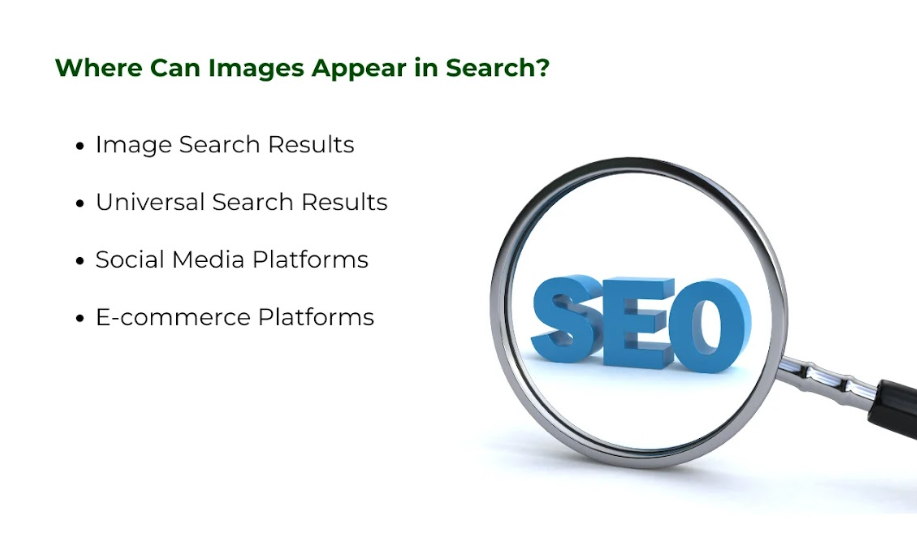 Where Can Images Appear in Search?
• Image Search Results
• Universal Search Results
• Social Media Platforms
• E-commerce Platforms
SEO